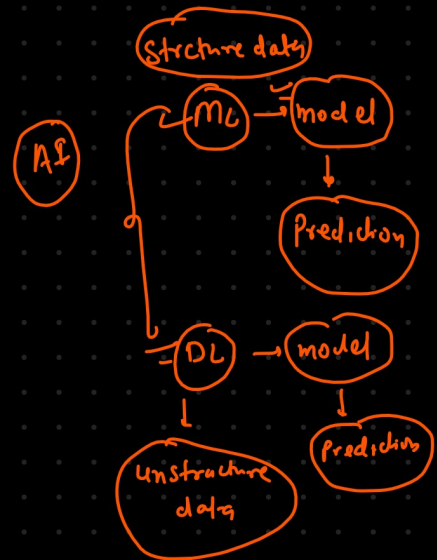 Strcture data
ML
model
AI
Prediction
DL
model
Prediction
unstructure
data